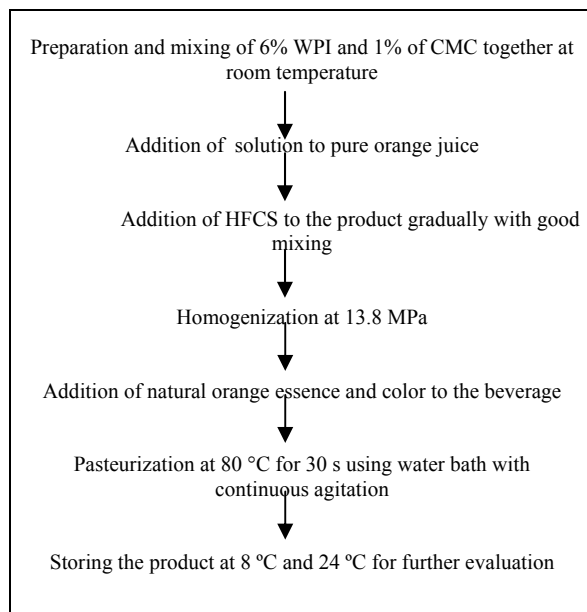 Preparation and mixing of 6% WPI and 1% of CMC together at
room temperature
Addition of solution to pure orange juice
Addition of HFCS to the product gradually with good
mixing
Homogenization at 13.8 MPa
Addition of natural orange essence and color to the beverage
Pasteurization at 80 °C for 30 s using water bath with
continuous agitation
Storing the product at 8 ºC and 24 ºC for further evaluation